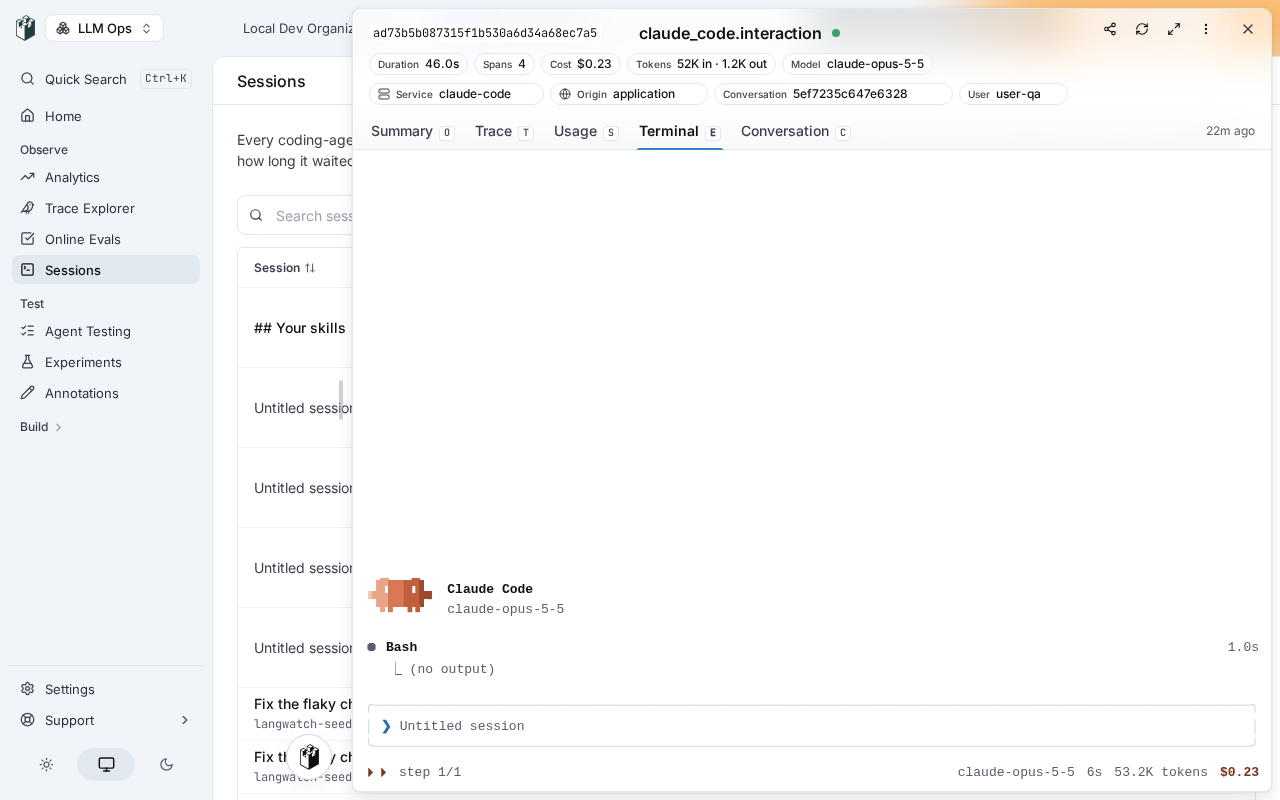 LLM Ops
Local Dev Organiz
Quick Search Ctrl+K
Home
Observe
Analytics
Trace Explorer
Online Evals
Sessions
Test
Agent Testing
Experiments
Annotations
Build
Settings
Support
Sessions
Every coding-age
how long it waited
Search sess
Session
## Your skills
Untitled session
Untitled session
Untitled session
Untitled session
Fix the flaky ch
langwatch-seed
langwatch-seed
ad73b5b087315f1b530a6d34a68ec7a5 claude_code.interaction
Duration 46.0s Spans 4 Cost $0.23 Tokens 52K in · 1.2K out Model claude-opus-5-5
Service claude-code Origin application Conversation 5ef7235c647e6328 User user-qa
Summary O Trace T Usage S Terminal E Conversation C 22m ago
Claude Code
claude-opus-5-5
Bash 1.0s
(no output)
❯ Untitled session
step 1/1 claude-opus-5-5 6s 53.2K tokens $0.23